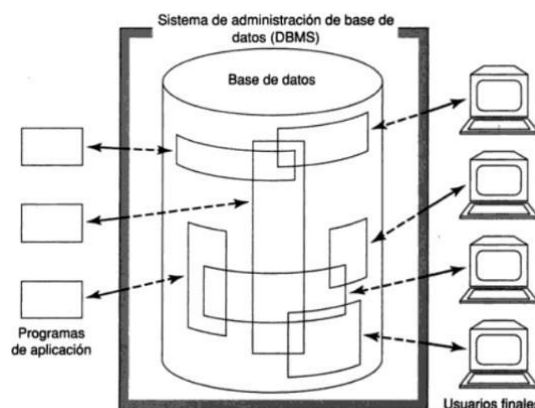 Sistema de administración de base de
datos (DBMS)
Base de datos
Programas
de aplicación
Usuarios finales